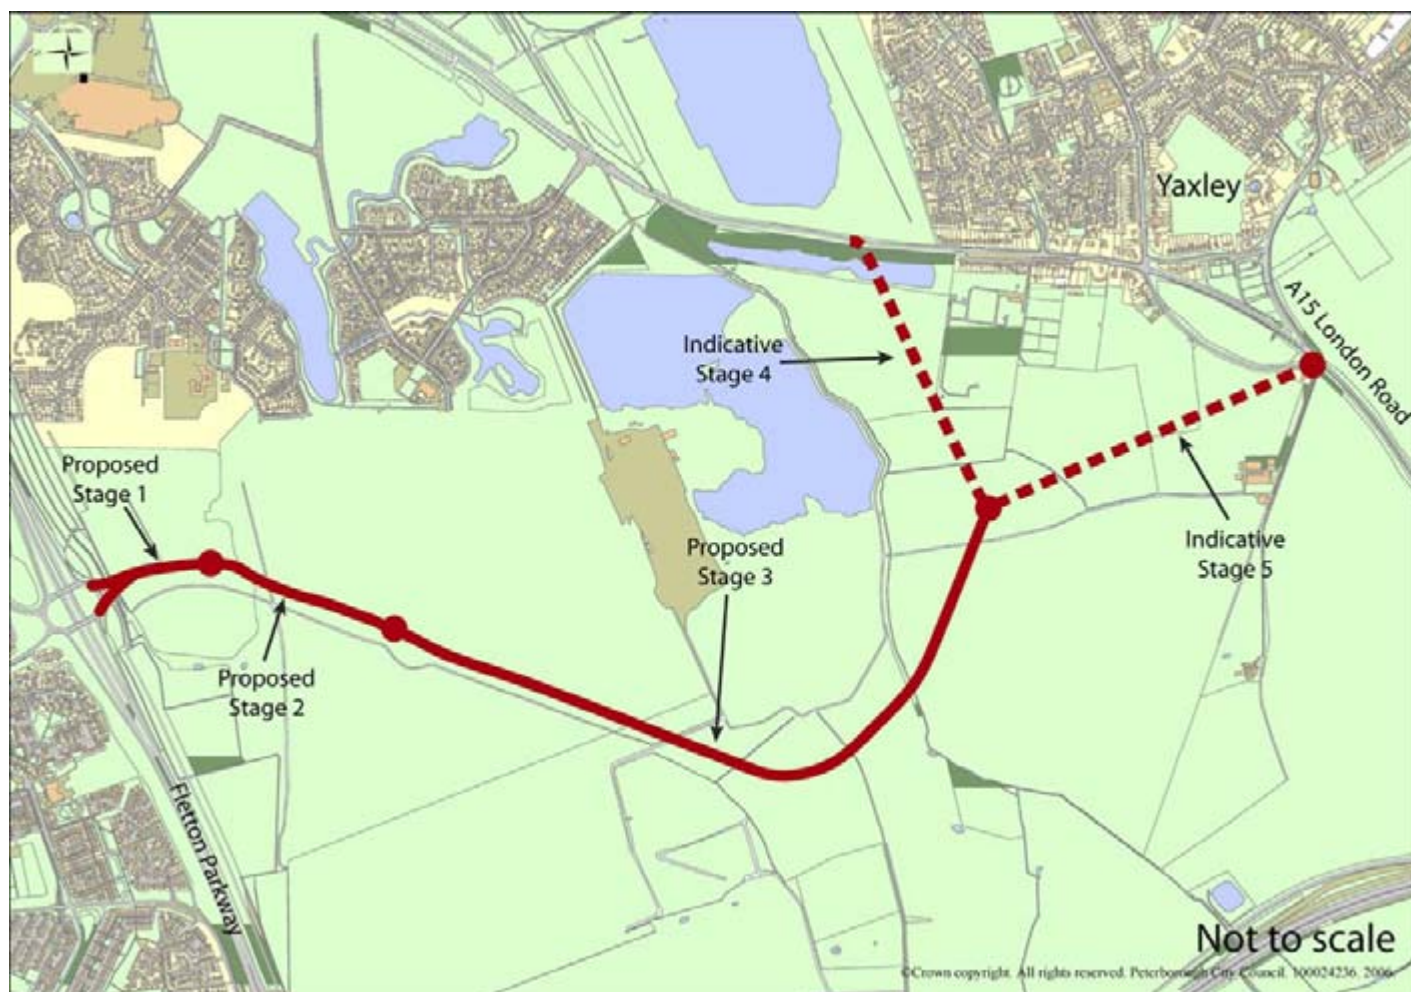 Yaxley
A15 London Road
Indicative
Stage 4
Proposed
Stage 1
Proposed
Stage 3
Indicative
Stage 5
Proposed
Stage 2
Fletton Parkway
Not to scale
©Crown copyright. All rights reserved. Peterborough City Council. 100024236. 2006.